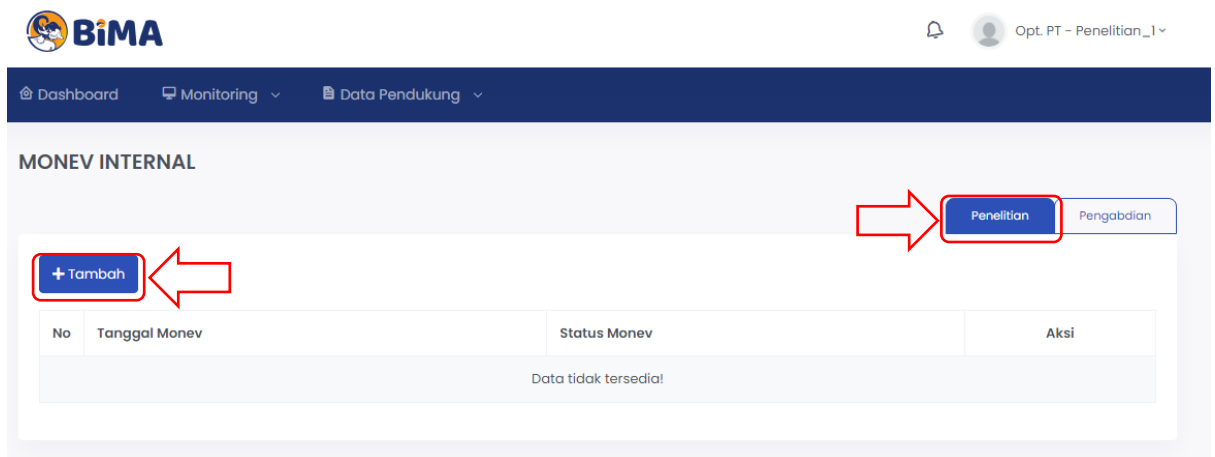 BiMA
Opt. PT - Penelitian_1
Dashboard Monitoring Data Pendukung
MONEV INTERNAL
Penelitian Pengabdian
+ Tambah
No Tanggal Monev Status Monev Aksi
Data tidak tersedia!